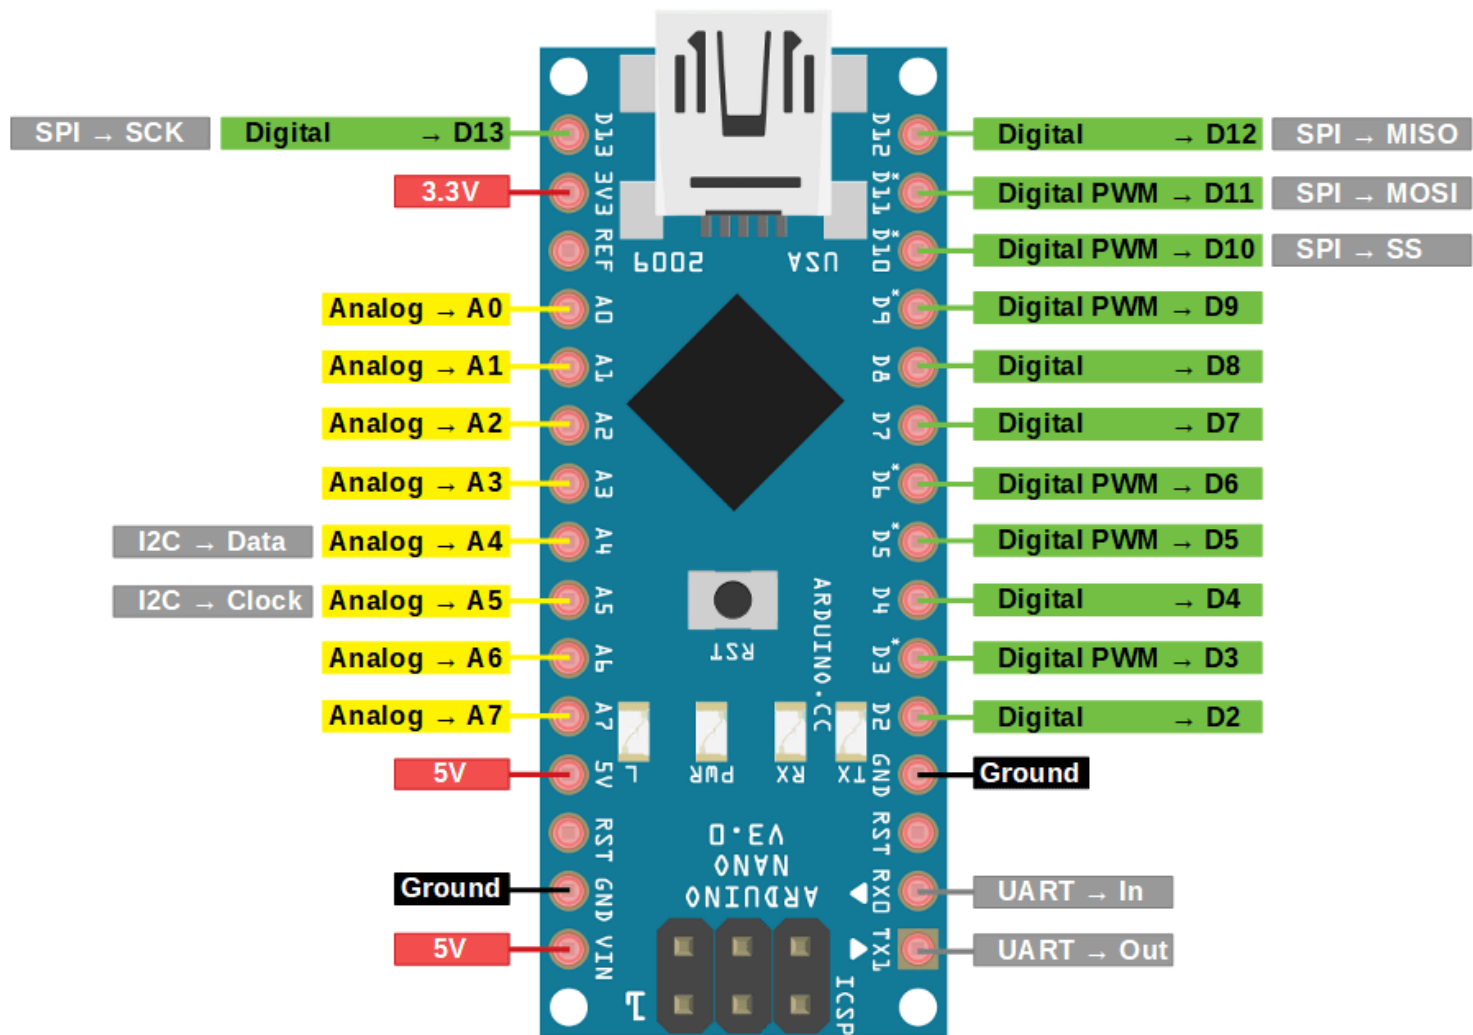 SPI → SCK
Digital → D13
3.3V
Analog → A0
Analog → A1
Analog → A2
Analog → A3
I2C → Data
Analog → A4
I2C → Clock
Analog → A5
Analog → A6
Analog → A7
5V
Ground
5V
D13
3V3
REF
A0
A1
A2
A3
A4
A5
A6
A7
5V
RST
GND
VIN
2009
USA
RST
ARDUINO.CC
L
PWR
RX
TX
V3.0
NANO
ARDUINO
1
ICSP
D12
D11*
D10*
D9*
D8
D7
D6*
D5*
D4
D3*
D2
GND
RST
RX0
TX1
Digital → D12
SPI → MISO
Digital PWM → D11
SPI → MOSI
Digital PWM → D10
SPI → SS
Digital PWM → D9
Digital → D8
Digital → D7
Digital PWM → D6
Digital PWM → D5
Digital → D4
Digital PWM → D3
Digital → D2
Ground
UART → In
UART → Out